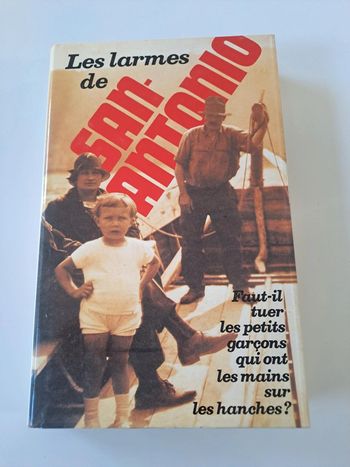 Les larmes
de
SAN-
ANTONIO
Faut-il
tuer
les petits
garçons
qui ont
les mains
sur
les hanches?